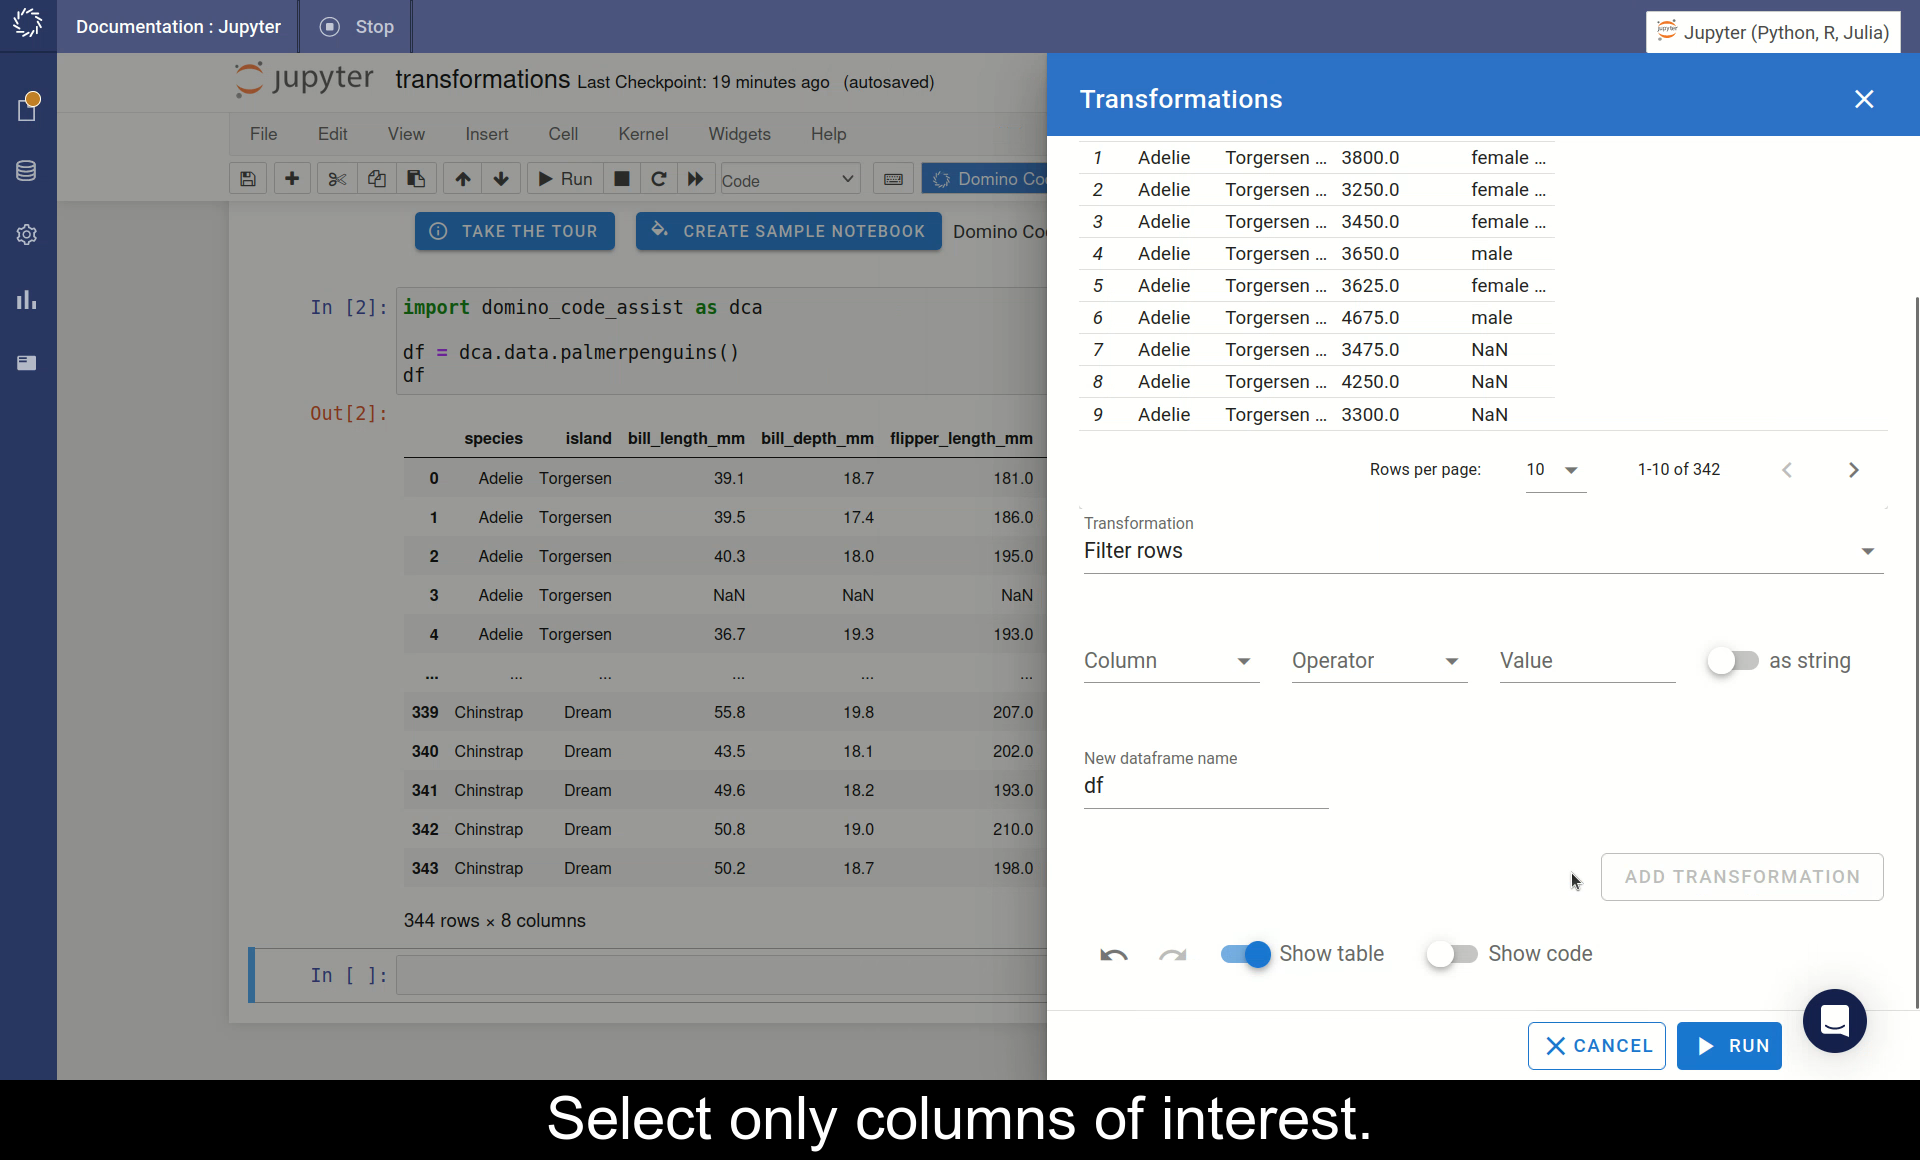 Documentation : Jupyter
Stop
Jupyter (Python, R, Julia)
jupyter transformations Last Checkpoint: 19 minutes ago (autosaved)
File Edit View Insert Cell Kernel Widgets Help
Run Code Domino Co
TAKE THE TOUR CREATE SAMPLE NOTEBOOK Domino Co
In [2]: import domino_code_assist as dca
df = dca.data.palmerpenguins()
df
Out[2]:
species island bill_length_mm bill_depth_mm flipper_length_mm
0 Adelie Torgersen 39.1 18.7 181.0
1 Adelie Torgersen 39.5 17.4 186.0
2 Adelie Torgersen 40.3 18.0 195.0
3 Adelie Torgersen NaN NaN NaN
4 Adelie Torgersen 36.7 19.3 193.0
... ... ... ... ... ...
339 Chinstrap Dream 55.8 19.8 207.0
340 Chinstrap Dream 43.5 18.1 202.0
341 Chinstrap Dream 49.6 18.2 193.0
342 Chinstrap Dream 50.8 19.0 210.0
343 Chinstrap Dream 50.2 18.7 198.0
344 rows × 8 columns
In [ ]:
Transformations
1 Adelie Torgersen ... 3800.0 female ...
2 Adelie Torgersen ... 3250.0 female ...
3 Adelie Torgersen ... 3450.0 female ...
4 Adelie Torgersen ... 3650.0 male
5 Adelie Torgersen ... 3625.0 female ...
6 Adelie Torgersen ... 4675.0 male
7 Adelie Torgersen ... 3475.0 NaN
8 Adelie Torgersen ... 4250.0 NaN
9 Adelie Torgersen ... 3300.0 NaN
Rows per page: 10 1-10 of 342
Transformation
Filter rows
Column Operator Value as string
New dataframe name
df
ADD TRANSFORMATION
Show table Show code
CANCEL RUN
Select only columns of interest.